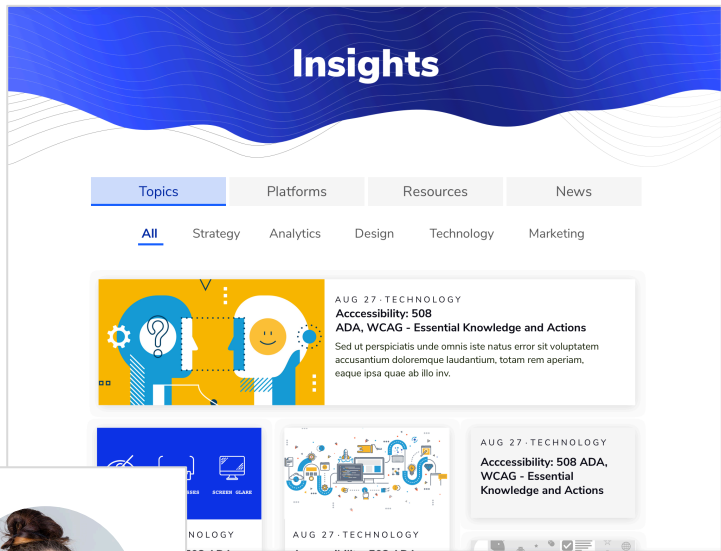 Insights
Topics Platforms Resources News
All Strategy Analytics Design Technology Marketing
AUG 27 · TECHNOLOGY
Acccessibility: 508
ADA, WCAG - Essential Knowledge and Actions
Sed ut perspiciatis unde omnis iste natus error sit voluptatem
accusantium doloremque laudantium, totam rem aperiam,
eaque ipsa quae ab illo inv.
SCREEN GLARE
AUG 27 · TECHNOLOGY
AUG 27 · TECHNOLOGY
Acccessibility: 508 ADA,
WCAG - Essential
Knowledge and Actions